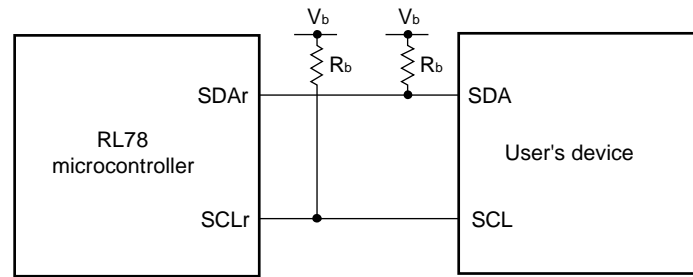 Vb Vb
Rb Rb
SDAr SDA
RL78
microcontroller
User's device
SCLr SCL